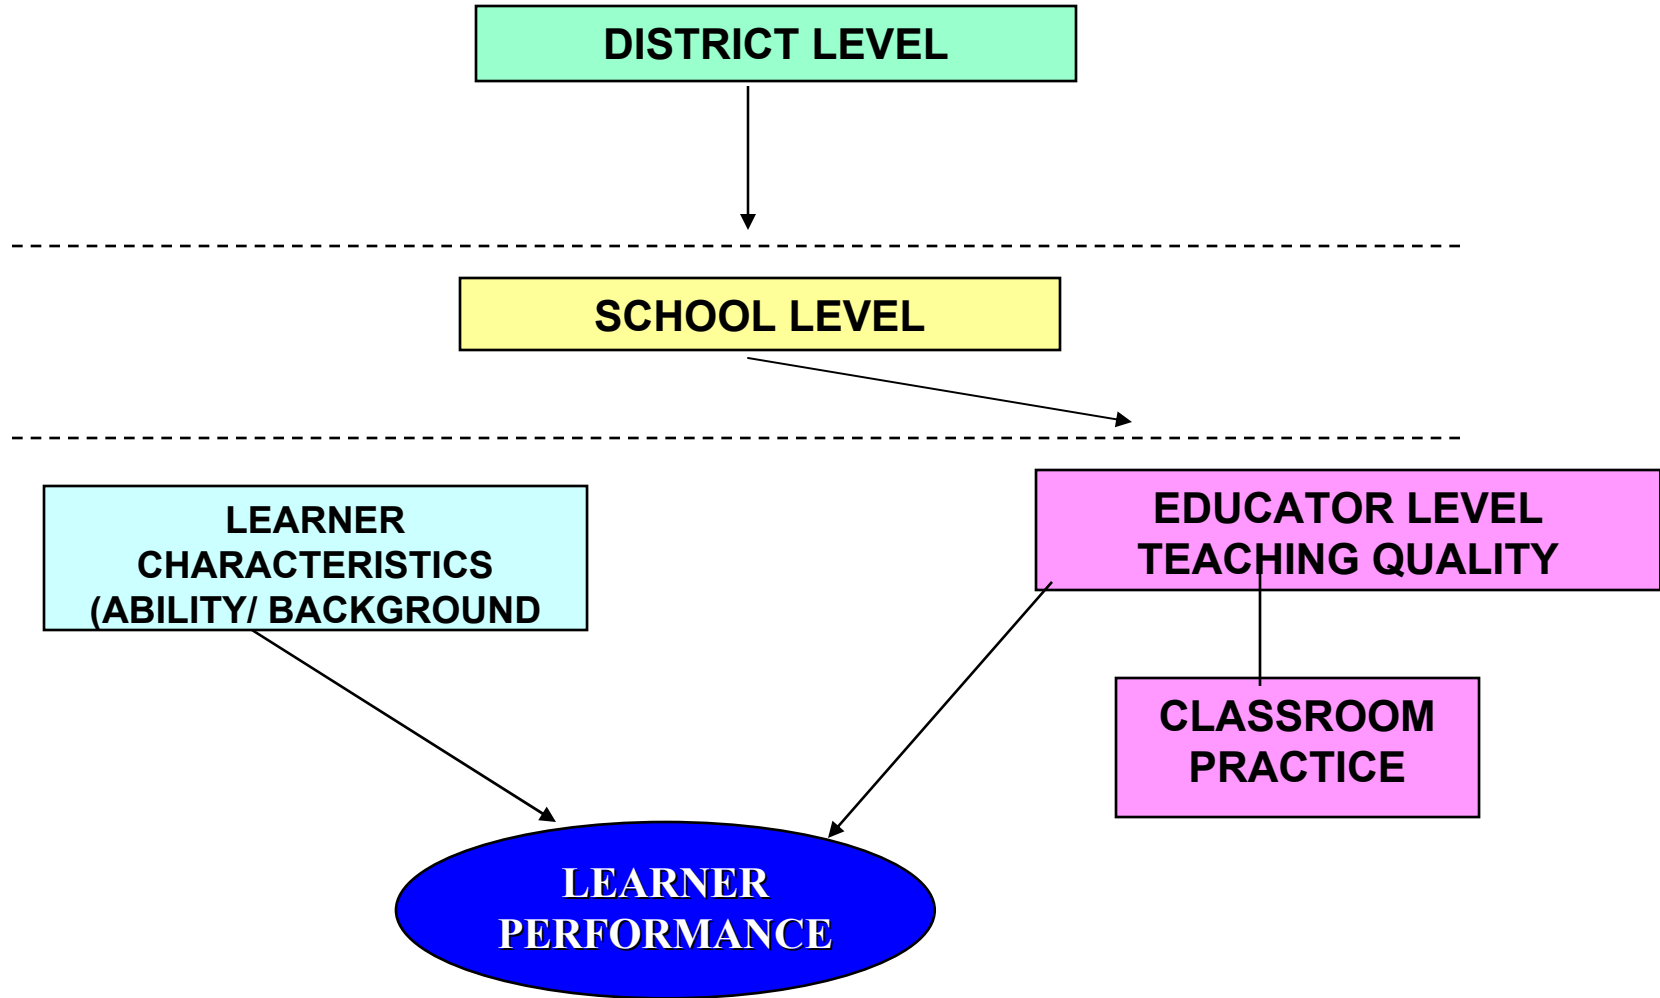 DISTRICT LEVEL
SCHOOL LEVEL
LEARNER
CHARACTERISTICS
(ABILITY/ BACKGROUND
EDUCATOR LEVEL
TEACHING QUALITY
CLASSROOM
PRACTICE
LEARNER
PERFORMANCE